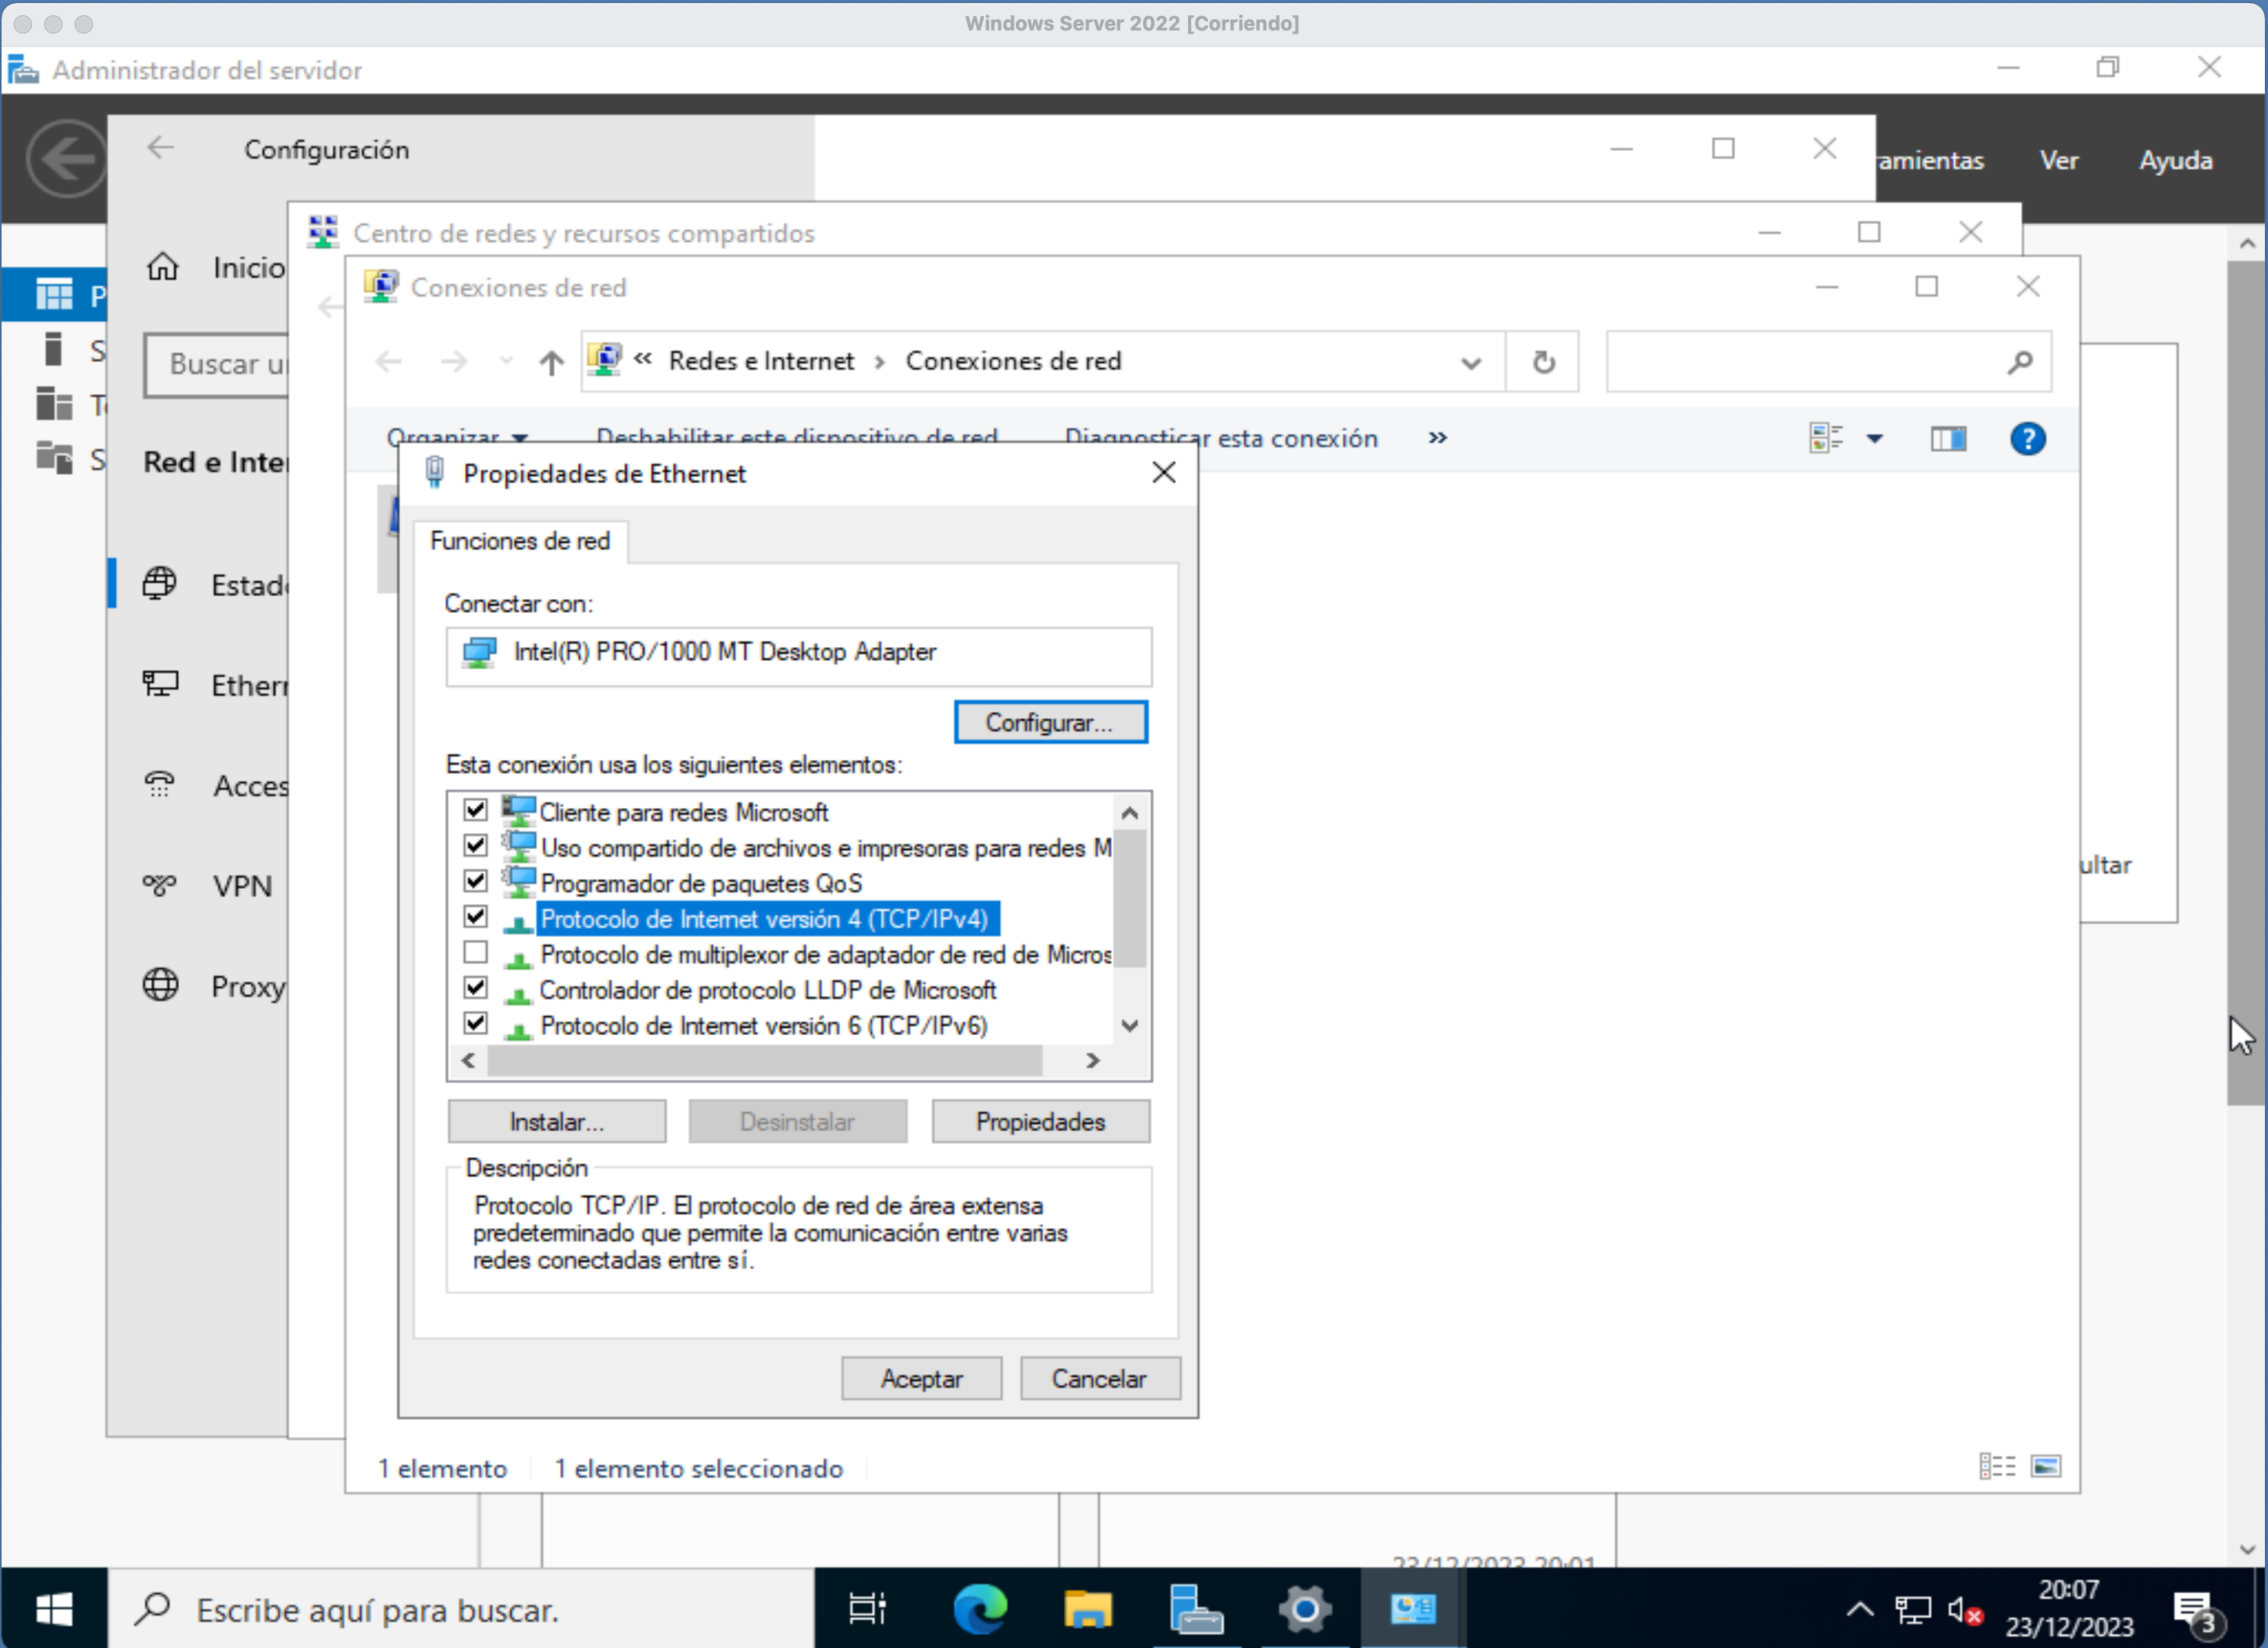 Windows Server 2022 [Corriendo]
Administrador del servidor
Configuración
Ver
Ayuda
Centro de redes y recursos compartidos
Inicio
Conexiones de red
Redes e Internet
Conexiones de red
Organizar
Deshabilitar este dispositivo de red
Diagnosticar esta conexión
Buscar
Propiedades de Ethernet
Funciones de red
Conectar con:
Intel(R) PRO/1000 MT Desktop Adapter
Configurar...
Esta conexión usa los siguientes elementos:
Cliente para redes Microsoft
Uso compartido de archivos e impresoras para redes M
Programador de paquetes QoS
Protocolo de Internet versión 4 (TCP/IPv4)
Protocolo de multiplexor de adaptador de red de Micros
Controlador de protocolo LLDP de Microsoft
Protocolo de Internet versión 6 (TCP/IPv6)
VPN
Proxy
Instalar...
Desinstalar
Propiedades
Descripción
Protocolo TCP/IP. El protocolo de red de área extensa
predeterminado que permite la comunicación entre varias
redes conectadas entre sí.
Aceptar
Cancelar
1 elemento
1 elemento seleccionado
23/12/2023 20:01
Escribe aquí para buscar.
20:07
23/12/2023
3